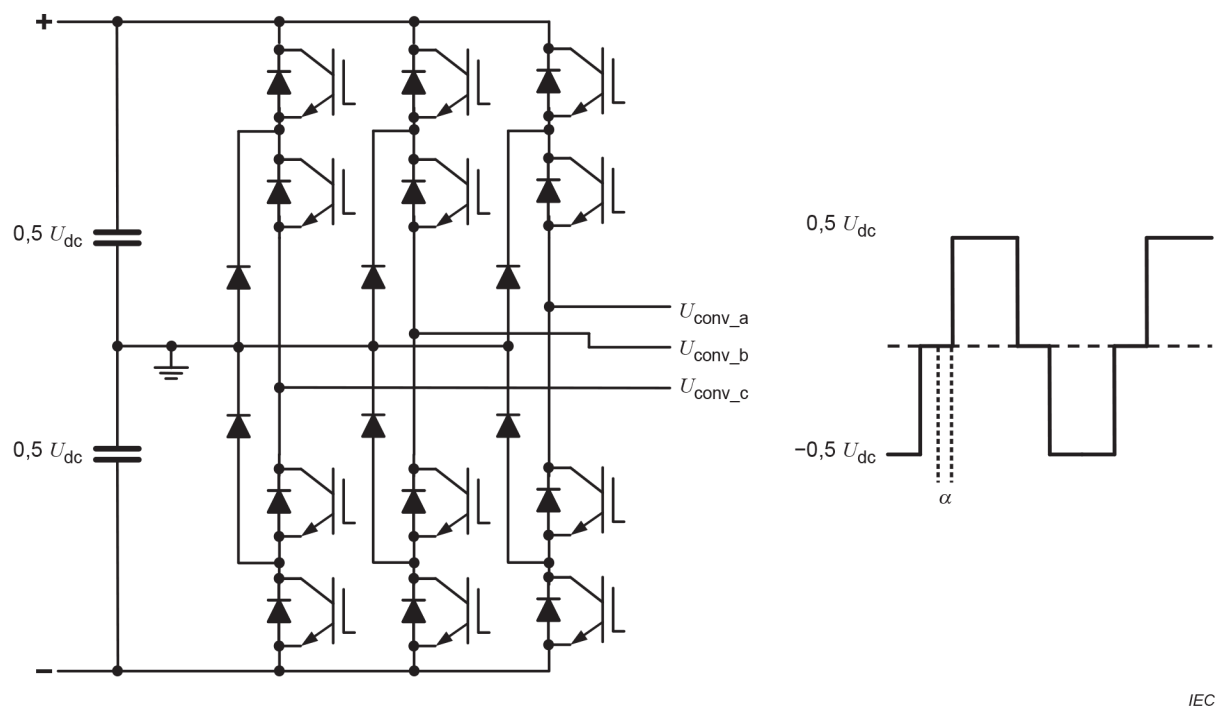 +
0,5 Udc
0,5 Udc
−
Uconv_a
Uconv_b
Uconv_c
0,5 Udc
−0,5 Udc
α
IEC